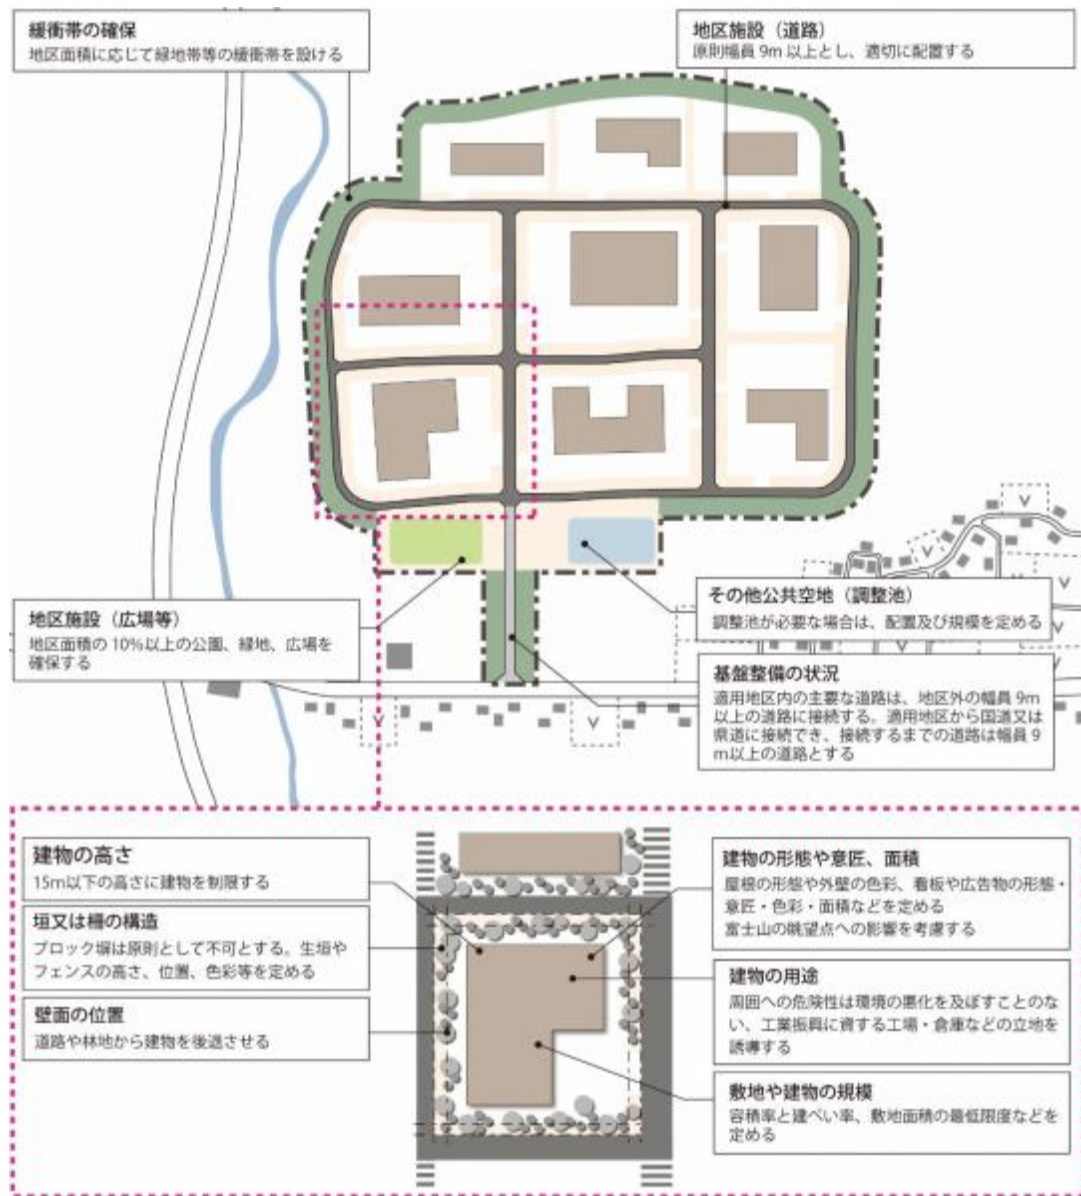 緩衝帯の確保
地区面積に応じて緑地帯等の緩衝帯を設ける
地区施設（道路）
原則幅員 9m 以上とし、適切に配置する
地区施設（広場等）
地区面積の 10%以上の公園、緑地、広場を
確保する
その他公共空地（調整池）
調整池が必要な場合は、配置及び規模を定める
基盤整備の状況
適用地区内の主要な道路は、地区外の幅員 9m
以上の道路に接続する。適用地区から国道又は
県道に接続でき、接続するまでの道路は幅員 9
m以上の道路とする
建物の高さ
15m以下の高さに建物を制限する
垣又は柵の構造
ブロック塀は原則として不可とする。生垣や
フェンスの高さ、位置、色彩等を定める
壁面の位置
道路や林地から建物を後退させる
建物の形態や意匠、面積
屋根の形態や外壁の色彩、看板や広告物の形態・
意匠・色彩・面積などを定める
富士山の眺望点への影響を考慮する
建物の用途
周囲への危険性は環境の悪化を及ぼすことのな
い、工業振興に資する工場・倉庫などの立地を
誘導する
敷地や建物の規模
容積率と建ぺい率、敷地面積の最低限度などを
定める